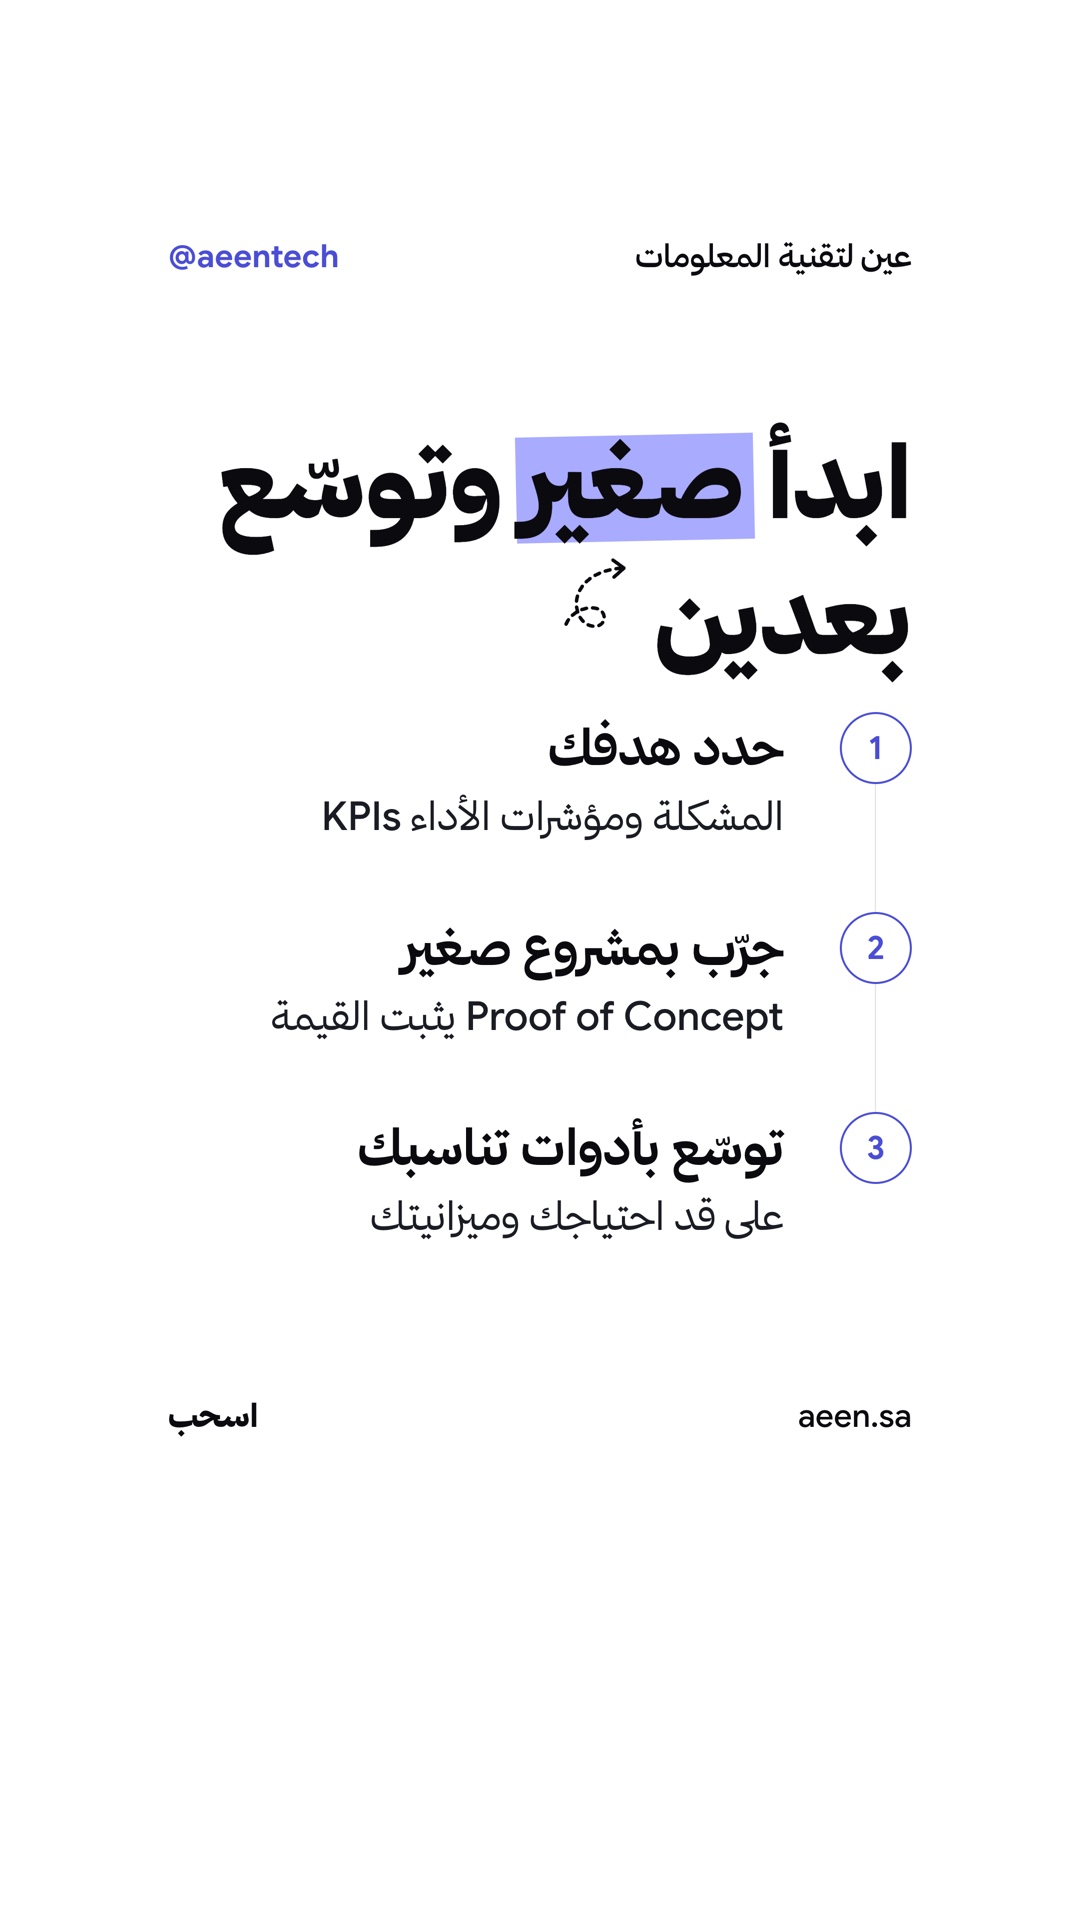 عين لتقنية المعلومات
@aeentech
ابدأ صغير وتوسّع
بعدين
1
حدد هدفك
المشكلة ومؤشرات الأداء KPIs
2
جرّب بمشروع صغير
Proof of Concept يثبت القيمة
3
توسّع بأدوات تناسبك
على قد احتياجك وميزانيتك
aeen.sa
اسحب